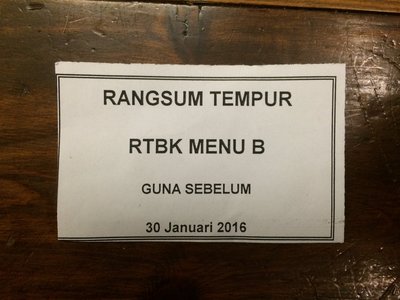 RANGSUM TEMPUR
RTBK MENU B
GUNA SEBELUM
30 Januari 2016